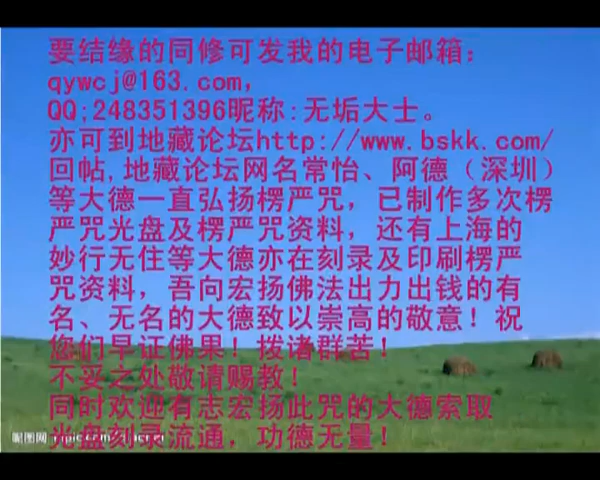 要结缘的同修可发我的电子邮箱：
qywcj@163.com，
QQ;248351396昵称:无垢大士。
亦可到地藏论坛http://www.bskk.com/
回帖,地藏论坛网名常怡、阿德（深圳）
等大德一直弘扬楞严咒，已制作多次楞
严咒光盘及楞严咒资料，还有上海的
妙行无住等大德亦在刻录及印刷楞严
咒资料，吾向宏扬佛法出力出钱的有
名、无名的大德致以崇高的敬意！祝
您们早证佛果！拨诸群苦！
不妥之处敬请赐教！
同时欢迎有志宏扬此咒的大德索取
光盘刻录流通，功德无量！
昵图网